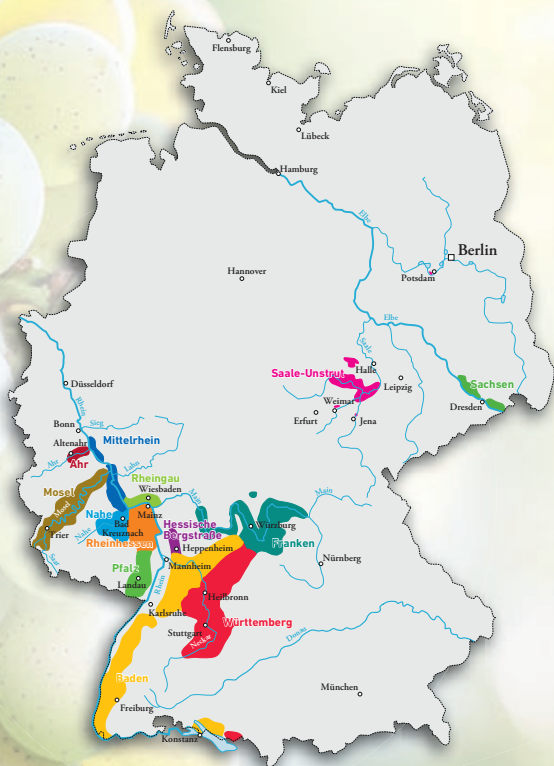 Flensburg
Kiel
Lübeck
Hamburg
Elbe
Berlin
Hannover
Potsdam
Elbe
Saale
Saale-Unstrut
Halle
Leipzig
Sachsen
Düsseldorf
Weimar
Dresden
Rhein
Erfurt
Jena
Bonn
Sieg
Mittelrhein
Altenahr
Ahr
Ahr
Lahn
Rheingau
Wiesbaden
Mosel
Mosel
Main
Main
Mainz
Nahe
Bad
Kreuznach
Hessische
Bergstraße
Würzburg
Trier
Nahe
Rheinhessen
Heppenheim
Franken
Saar
Pfalz
Mannheim
Nürnberg
Landau
Rhein
Heilbronn
Karlsruhe
Württemberg
Stuttgart
Neckar
Donau
Baden
München
Freiburg
Konstanz